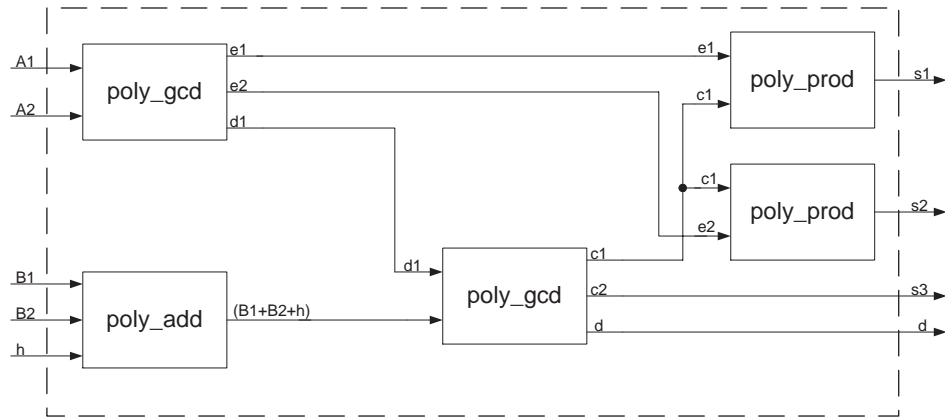 A1
A2
poly_gcd
e1
e2
d1
e1
c1
poly_prod
s1
c1
e2
poly_prod
s2
B1
B2
h
poly_add
(B1+B2+h)
d1
poly_gcd
c1
c2
d
s3
d